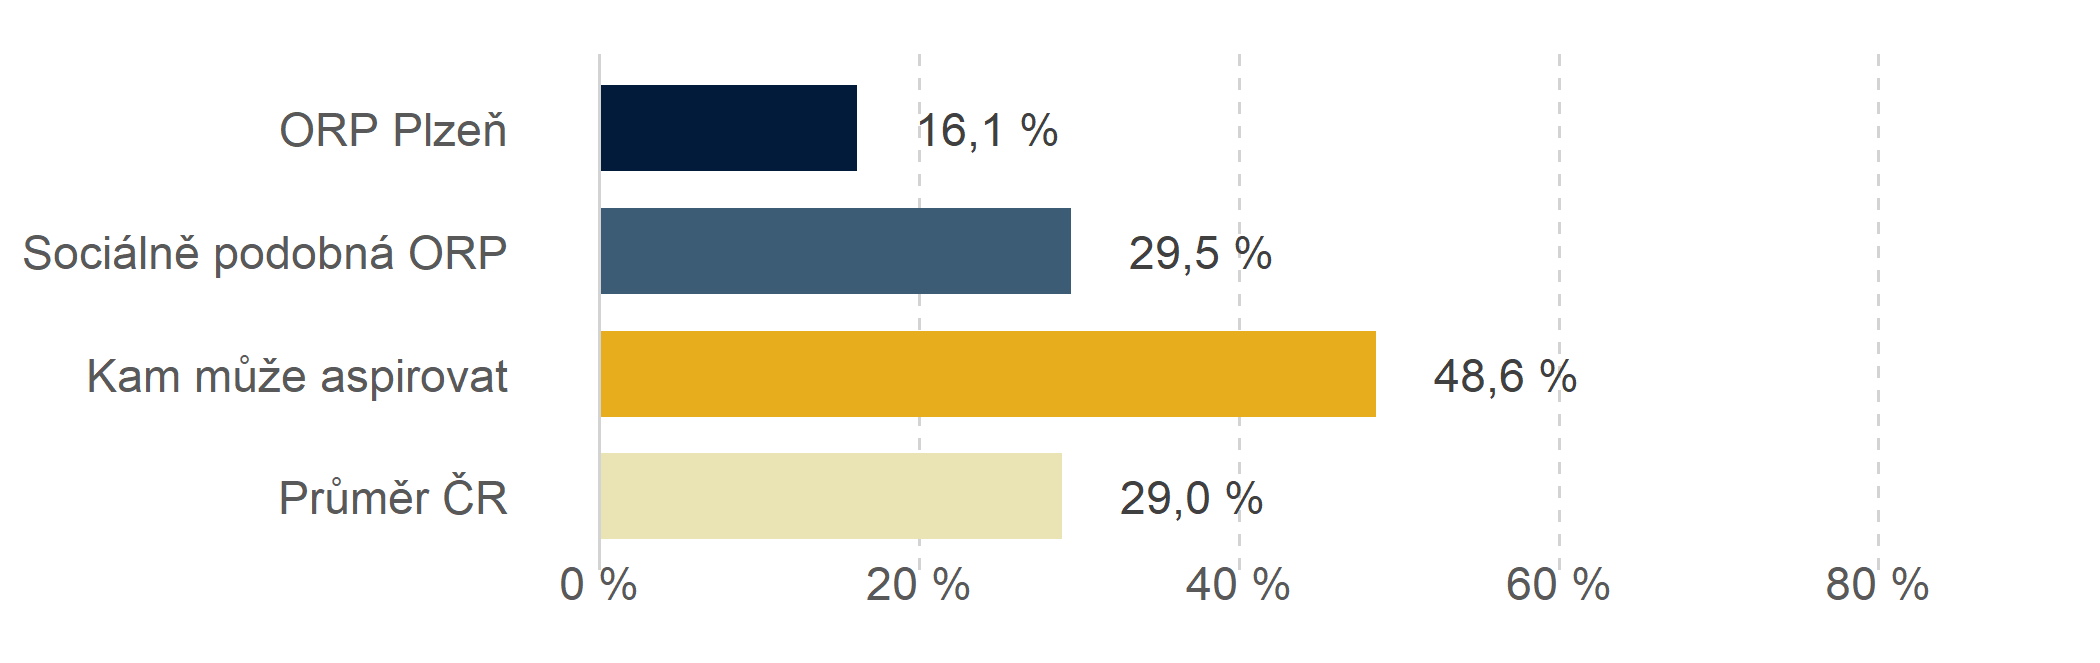 ORP Plzeň
16,1 %
Sociálně podobná ORP
29,5 %
Kam může aspirovat
48,6 %
Průměr ČR
29,0 %
0 % 20 % 40 % 60 % 80 %